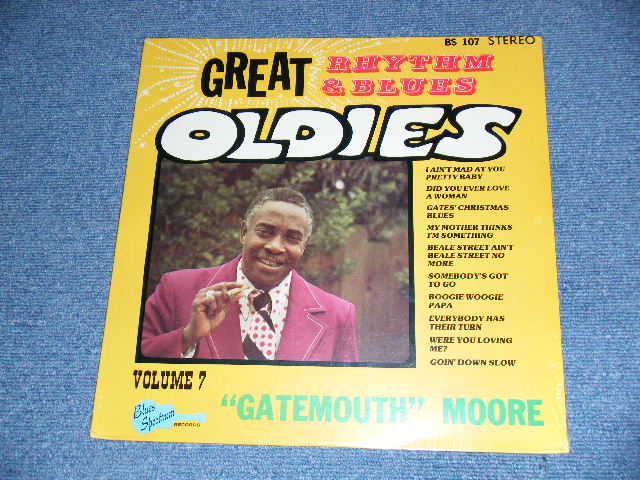 BS 107 STEREO
GREAT RHYTHM
& BLUES
OLDIES
I AIN'T MAD AT YOU
PRETTY BABY
DID YOU EVER LOVE
A WOMAN
GATES' CHRISTMAS
BLUES
MY MOTHER THINKS
I'M SOMETHING
BEALE STREET AIN'T
BEALE STREET NO
MORE
SOMEBODY'S GOT
TO GO
BOOGIE WOOGIE
PAPA
EVERYBODY HAS
THEIR TURN
WERE YOU LOVING
ME?
GOIN' DOWN SLOW
VOLUME 7
Blues
Spectrum
RECORDS
"GATEMOUTH" MOORE